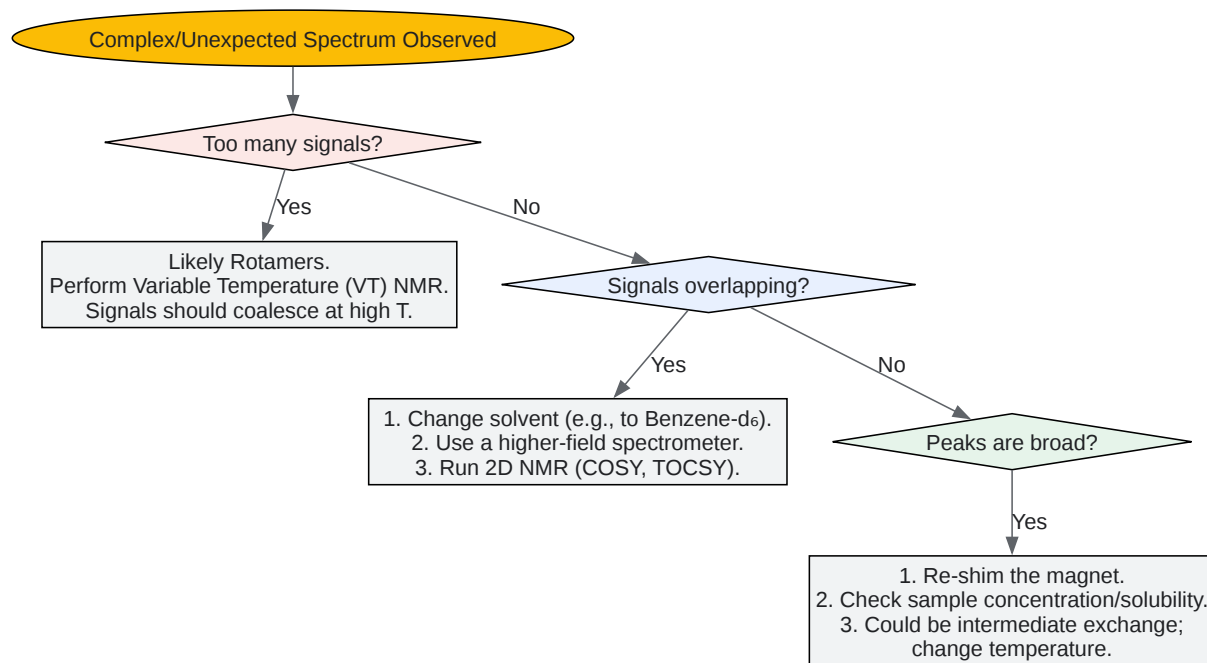 Complex/Unexpected Spectrum Observed
Too many signals?
Yes
No
Likely Rotamers.
Perform Variable Temperature (VT) NMR.
Signals should coalesce at high T.
Signals overlapping?
Yes
No
1. Change solvent (e.g., to Benzene-d₆).
2. Use a higher-field spectrometer.
3. Run 2D NMR (COSY, TOCSY).
Peaks are broad?
Yes
1. Re-shim the magnet.
2. Check sample concentration/solubility.
3. Could be intermediate exchange;
change temperature.